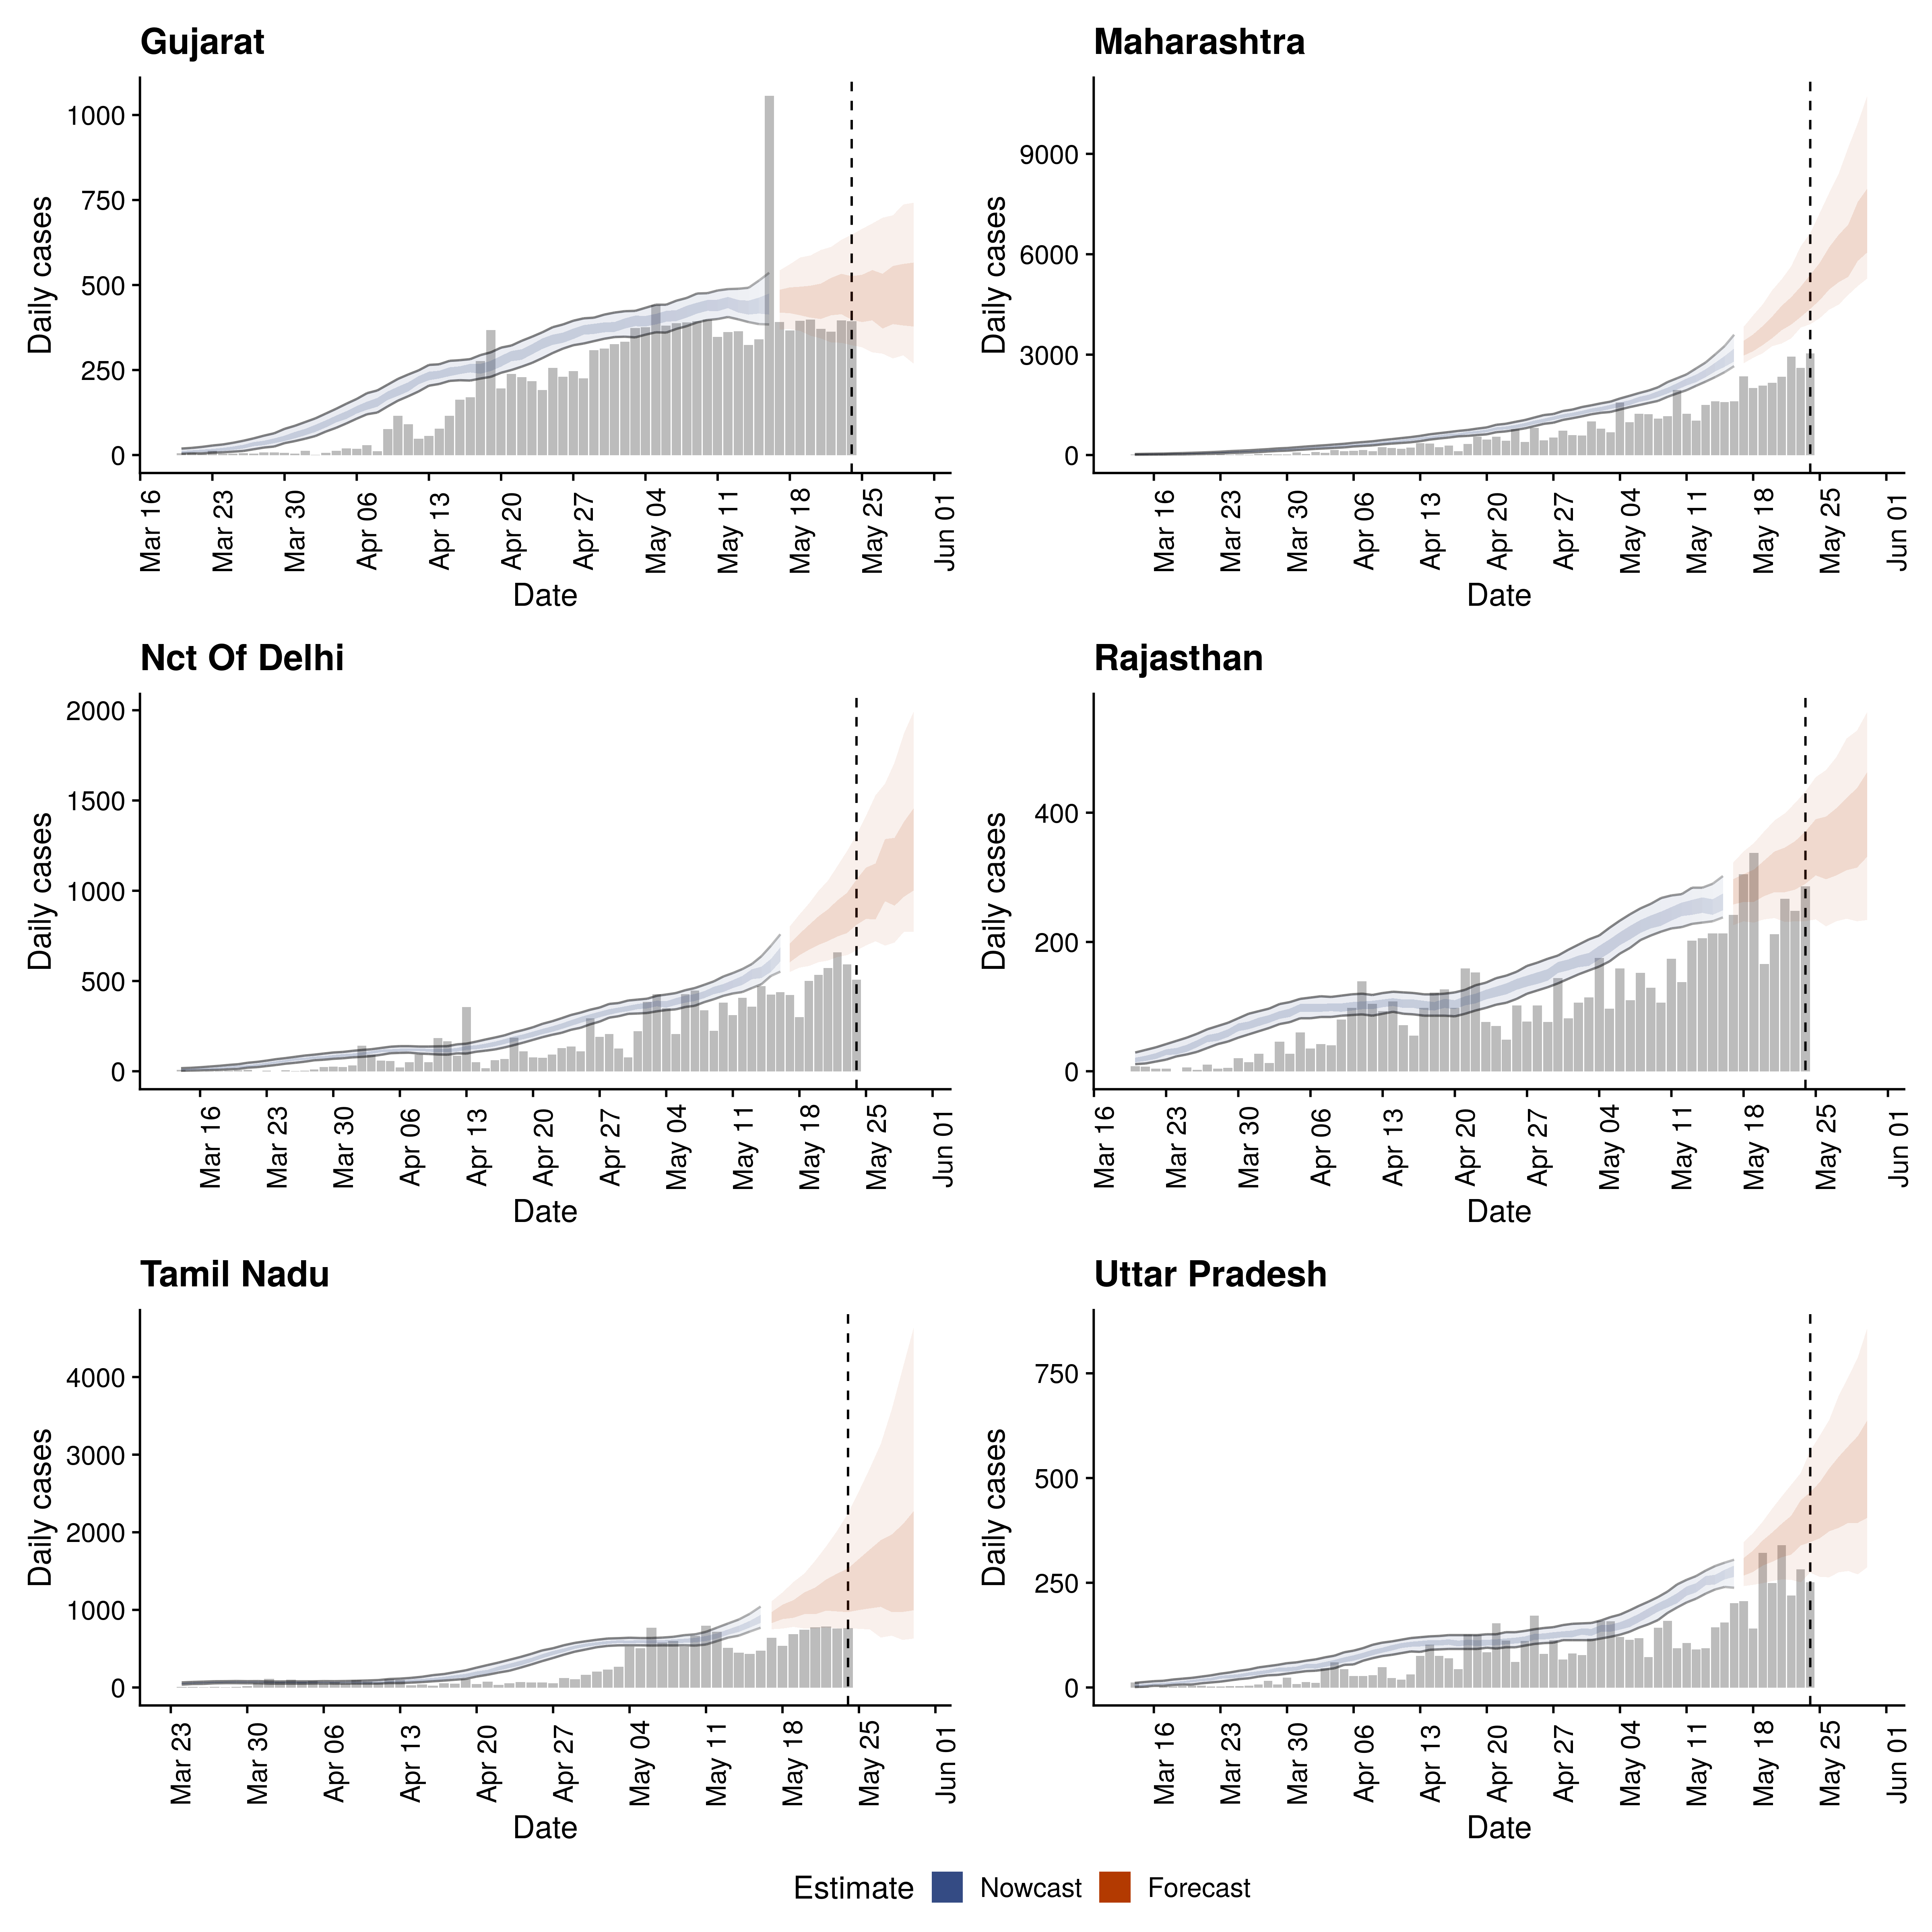 Gujarat
Daily cases
1000
750
500
250
0
Mar 16
Mar 23
Mar 30
Apr 06
Apr 13
Apr 20
Apr 27
May 04
May 11
May 18
May 25
Jun 01
Date
Maharashtra
Daily cases
9000
6000
3000
0
Mar 16
Mar 23
Mar 30
Apr 06
Apr 13
Apr 20
Apr 27
May 04
May 11
May 18
May 25
Jun 01
Date
Nct Of Delhi
Daily cases
2000
1500
1000
500
0
Mar 16
Mar 23
Mar 30
Apr 06
Apr 13
Apr 20
Apr 27
May 04
May 11
May 18
May 25
Jun 01
Date
Rajasthan
Daily cases
400
200
0
Mar 16
Mar 23
Mar 30
Apr 06
Apr 13
Apr 20
Apr 27
May 04
May 11
May 18
May 25
Jun 01
Date
Tamil Nadu
Daily cases
4000
3000
2000
1000
0
Mar 23
Mar 30
Apr 06
Apr 13
Apr 20
Apr 27
May 04
May 11
May 18
May 25
Jun 01
Date
Uttar Pradesh
Daily cases
750
500
250
0
Mar 16
Mar 23
Mar 30
Apr 06
Apr 13
Apr 20
Apr 27
May 04
May 11
May 18
May 25
Jun 01
Date
Estimate Nowcast Forecast